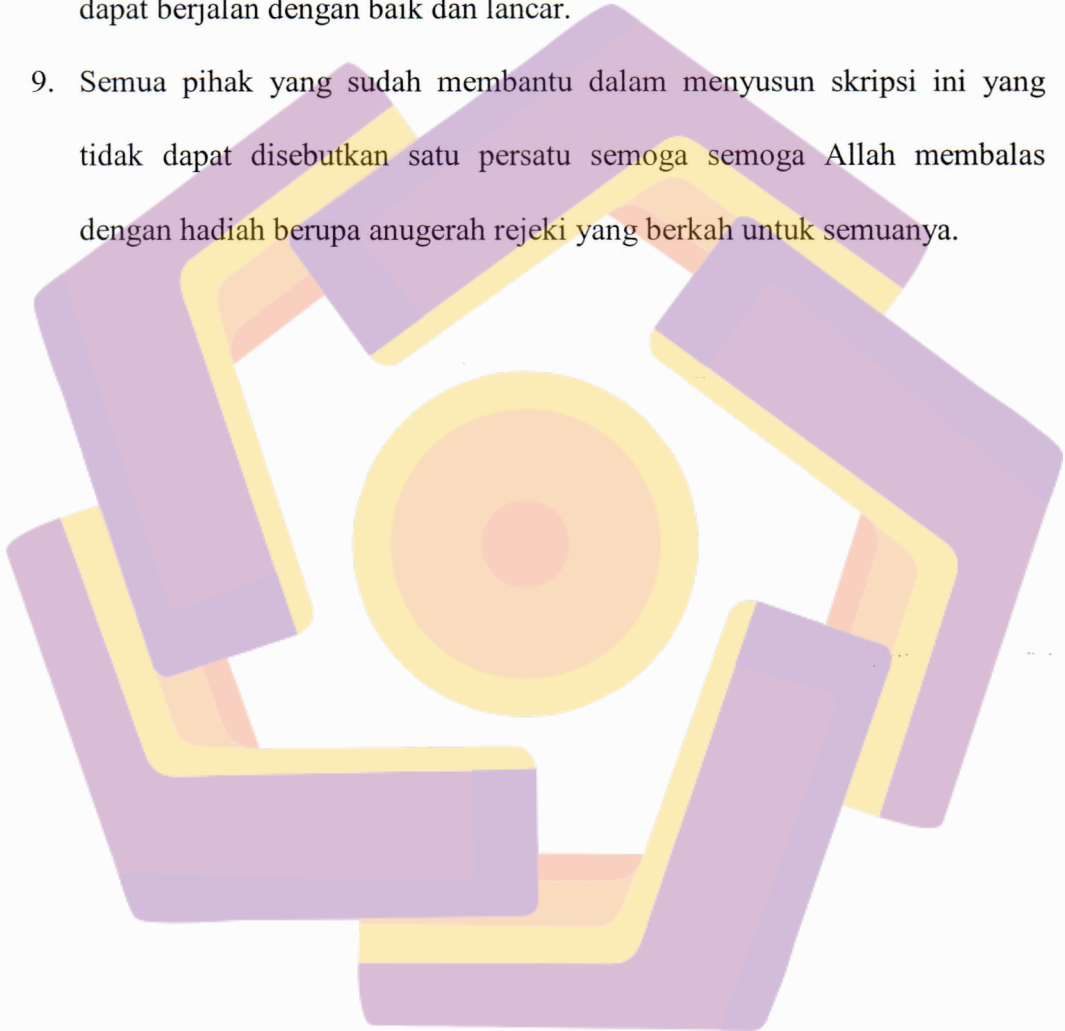 dapat berjalan dengan baik dan lancar.
9. Semua pihak yang sudah membantu dalam menyusun skripsi ini yang
tidak dapat disebutkan satu persatu semoga semoga Allah membalas
dengan hadiah berupa anugerah rejeki yang berkah untuk semuanya.